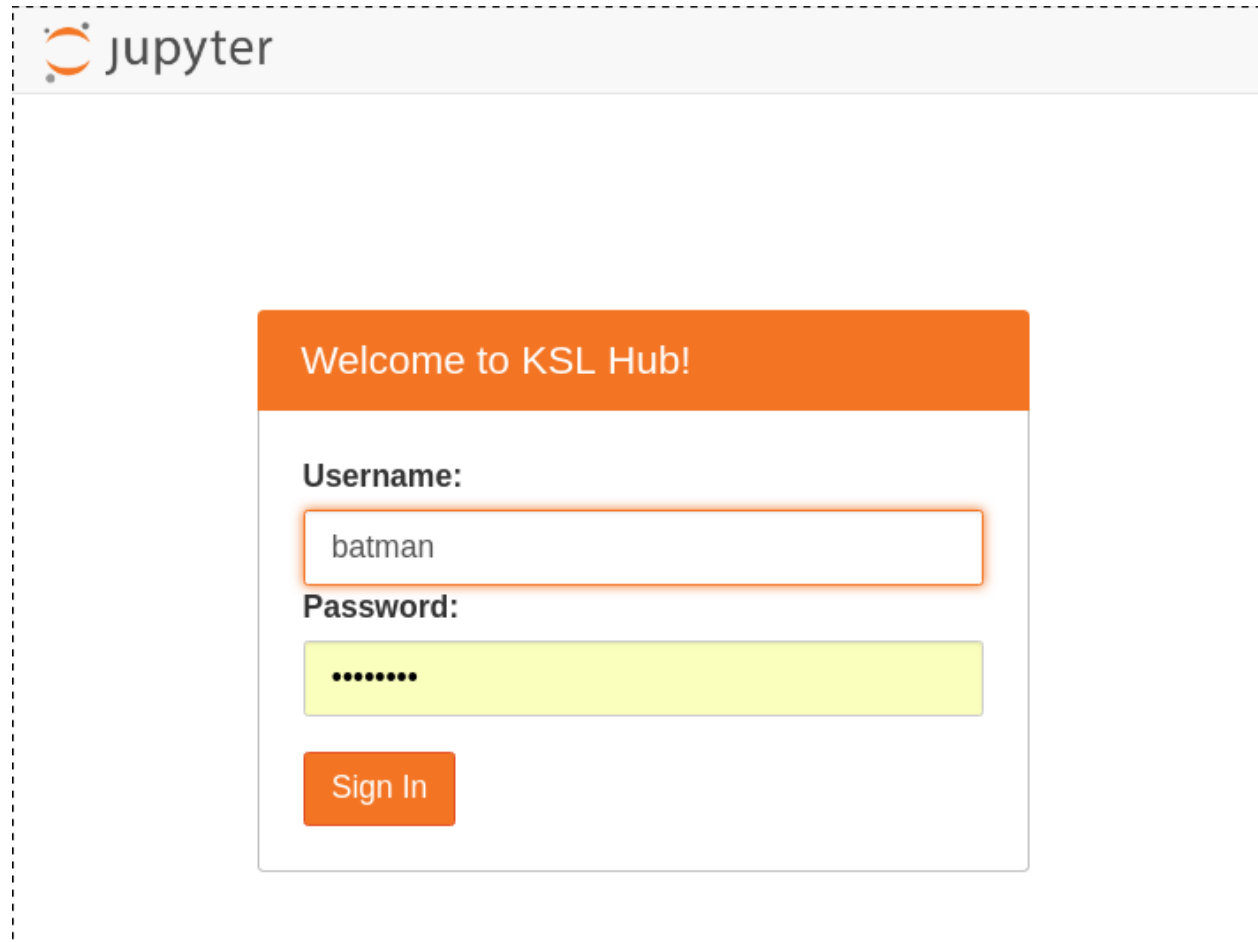 jupyter
Welcome to KSL Hub!
Username:
batman
Password:
••••••••
Sign In